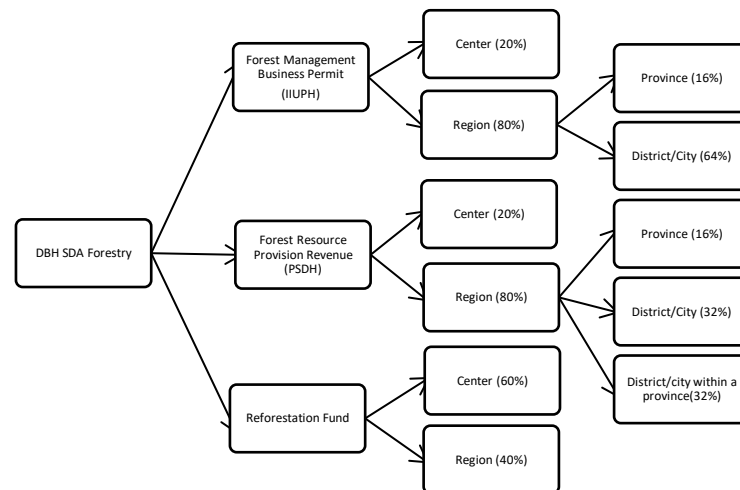 Forest Management
Business Permit
(IIUPH)
Center (20%)
Region (80%)
Province (16%)
District/City (64%)
DBH SDA Forestry
Forest Resource
Provision Revenue
(PSDH)
Center (20%)
Region (80%)
Province (16%)
District/City (32%)
District/city within a
province(32%)
Reforestation Fund
Center (60%)
Region (40%)